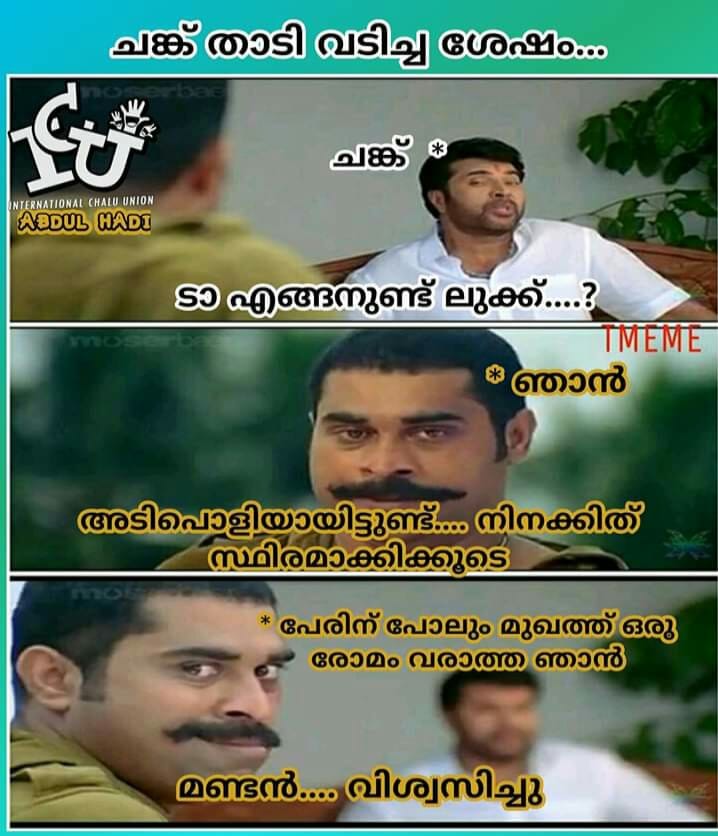 ചങ്ക് താടി വടിച്ച ശേഷം...
moserbae
ICU
INTERNATIONAL CHALU UNION
ABDUL HADI
ചങ്ക് *
ടാ എങ്ങനുണ്ട് ലുക്ക്....?
TMEME
* ഞാൻ
അടിപൊളിയായിട്ടുണ്ട്.... നിനക്കിത്
സ്ഥിരമാക്കിക്കൂടെ
* പേരിന് പോലും മുഖത്ത് ഒരു
രോമം വരാത്ത ഞാൻ
മണ്ടൻ.... വിശ്വസിച്ചു